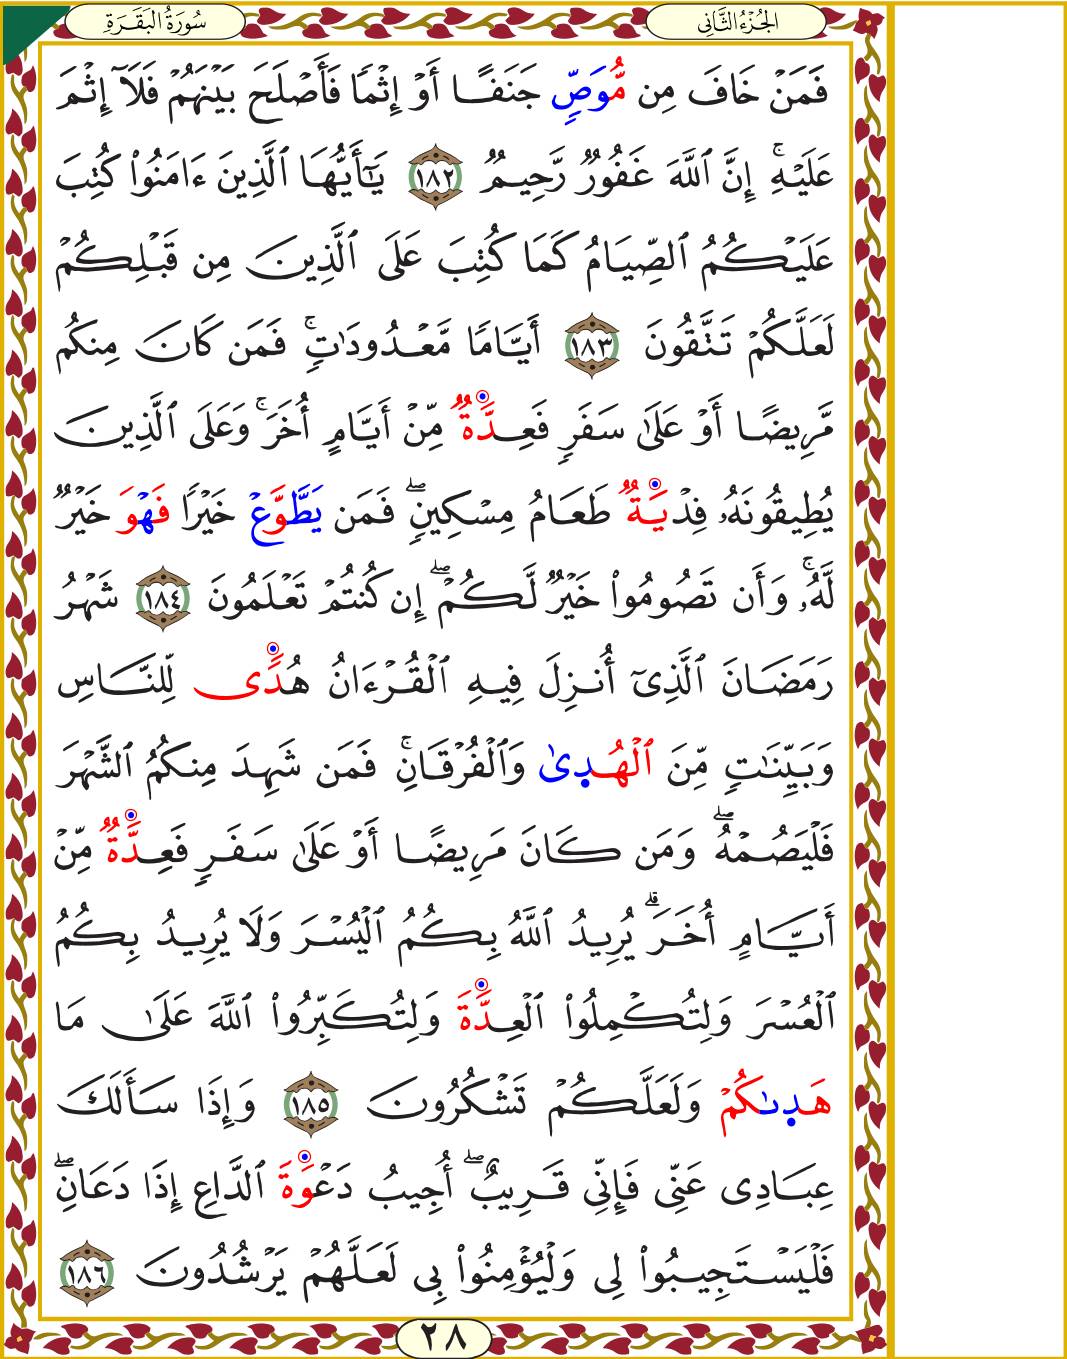 الجُزْءُ الثَّانِي
سُورَةُ البَقَرَةِ
فَمَنْ خَافَ مِن مُّوَصٍّ جَنَفًا أَوْ إِثْمًا فَأَصْلَحَ بَيْنَهُمْ فَلَآ إِثْمَ
عَلَيْهِۚ إِنَّ ٱللَّهَ غَفُورٌ رَّحِيمٌ ١٨٢ يَٰٓأَيُّهَا ٱلَّذِينَ ءَامَنُوا۟ كُتِبَ
عَلَيْكُمُ ٱلصِّيَامُ كَمَا كُتِبَ عَلَى ٱلَّذِينَ مِن قَبْلِكُمْ
لَعَلَّكُمْ تَتَّقُونَ ١٨٣ أَيَّامًا مَّعْدُودَٰتٍۚ فَمَن كَانَ مِنكُم
مَّرِيضًا أَوْ عَلَىٰ سَفَرٍ فَعِدَّةٌ مِّنْ أَيَّامٍ أُخَرَۚ وَعَلَى ٱلَّذِينَ
يُطِيقُونَهُۥ فِدْيَةٌ طَعَامُ مِسْكِينٍۖ فَمَن يَطَّوَّعْ خَيْرًا فَهْوَ خَيْرٌ
لَّهُۥۚ وَأَن تَصُومُوا۟ خَيْرٌ لَّكُمْۖ إِن كُنتُمْ تَعْلَمُونَ ١٨٤ شَهْرُ
رَمَضَانَ ٱلَّذِىٓ أُنزِلَ فِيهِ ٱلْقُرْءَانُ هُدًى لِّلنَّاسِ
وَبَيِّنَٰتٍ مِّنَ ٱلْهُدِىٰ وَٱلْفُرْقَانِۚ فَمَن شَهِدَ مِنكُمُ ٱلشَّهْرَ
فَلْيَصُمْهُۖ وَمَن كَانَ مَرِيضًا أَوْ عَلَىٰ سَفَرٍ فَعِدَّةٌ مِّنْ
أَيَّامٍ أُخَرَۗ يُرِيدُ ٱللَّهُ بِكُمُ ٱلْيُسْرَ وَلَا يُرِيدُ بِكُمُ
ٱلْعُسْرَ وَلِتُكْمِلُوا۟ ٱلْعِدَّةَ وَلِتُكَبِّرُوا۟ ٱللَّهَ عَلَىٰ مَا
هَدِىٰكُمْ وَلَعَلَّكُمْ تَشْكُرُونَ ١٨٥ وَإِذَا سَأَلَكَ
عِبَادِى عَنِّى فَإِنِّى قَرِيبٌۖ أُجِيبُ دَعْوَةَ ٱلدَّاعِ إِذَا دَعَانِۖ
فَلْيَسْتَجِيبُوا۟ لِى وَلْيُؤْمِنُوا۟ بِى لَعَلَّهُمْ يَرْشُدُونَ ١٨٦
٢٨